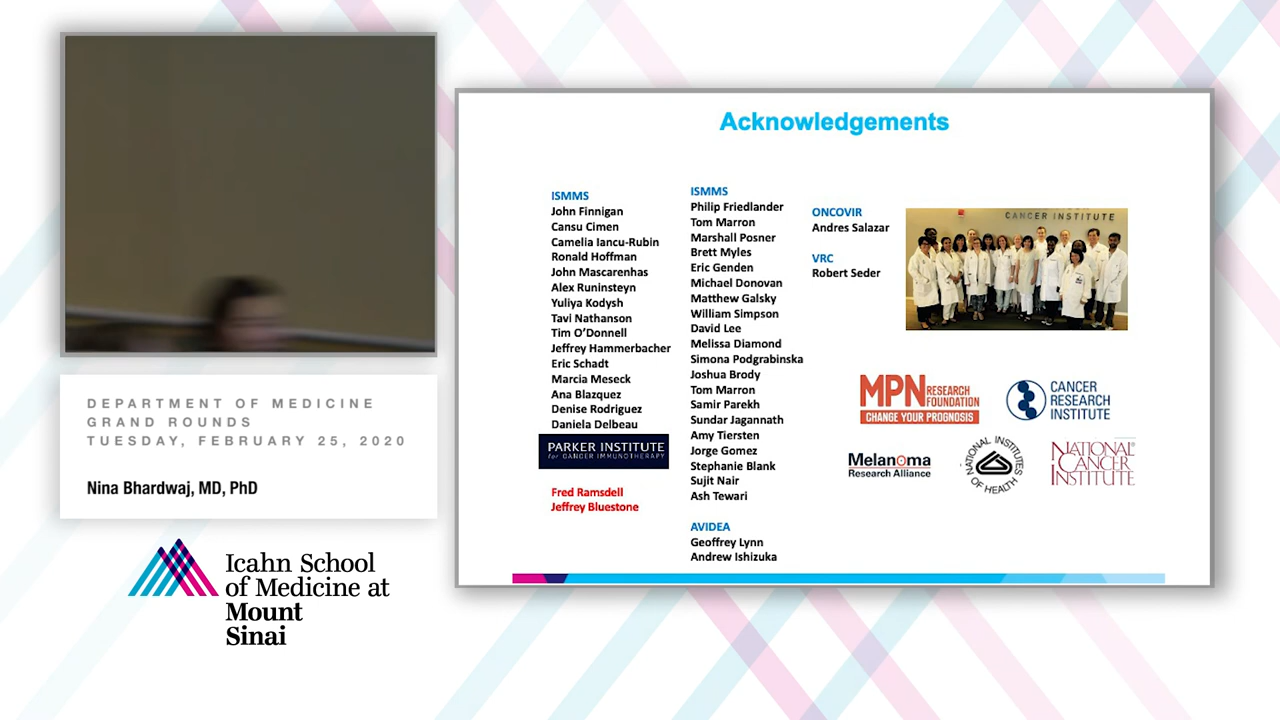 DEPARTMENT OF MEDICINE
GRAND ROUNDS
TUESDAY, FEBRUARY 25, 2020
Nina Bhardwaj, MD, PhD
Icahn School
of Medicine at
Mount
Sinai
Acknowledgements
ISMMS
John Finnigan
Cansu Cimen
Camelia Iancu-Rubin
Ronald Hoffman
John Mascarenhas
Alex Runinsteyn
Yuliya Kodysh
Tavi Nathanson
Tim O'Donnell
Jeffrey Hammerbacher
Eric Schadt
Marcia Meseck
Ana Blazquez
Denise Rodriguez
Daniela Delbeau
PARKER INSTITUTE
for CANCER IMMUNOTHERAPY
Fred Ramsdell
Jeffrey Bluestone
ISMMS
Philip Friedlander
Tom Marron
Marshall Posner
Brett Myles
Eric Genden
Michael Donovan
Matthew Galsky
William Simpson
David Lee
Melissa Diamond
Simona Podgrabinska
Joshua Brody
Tom Marron
Samir Parekh
Sundar Jagannath
Amy Tiersten
Jorge Gomez
Stephanie Blank
Sujit Nair
Ash Tewari
AVIDEA
Geoffrey Lynn
Andrew Ishizuka
ONCOVIR
Andres Salazar
VRC
Robert Seder
CANCER INSTITUTE
MPN RESEARCH
FOUNDATION
CHANGE YOUR PROGNOSIS
CANCER
RESEARCH
INSTITUTE
Melanoma
Research Alliance
NATIONAL INSTITUTES
OF HEALTH
NATIONAL
CANCER
INSTITUTE